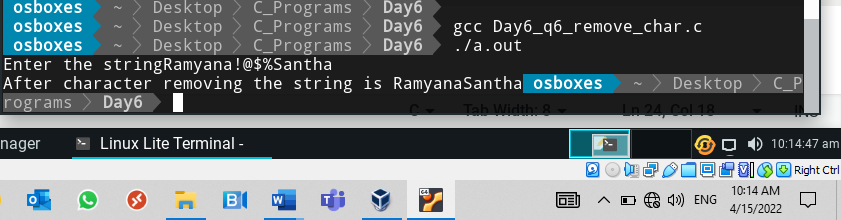 osboxes ~ Desktop C_Programs Day6
osboxes ~ Desktop C_Programs Day6 gcc Day6_q6_remove_char.c
osboxes ~ Desktop C_Programs Day6 ./a.out
Enter the stringRamyana!@$%Santha
After character removing the string is RamyanaSantha osboxes ~ Desktop C_P
rograms Day6
C Tab Width: 8 Ln 24, Col 18 INS
nager Linux Lite Terminal - 10:14:47 am
Right Ctrl
ENG 10:14 AM
4/15/2022